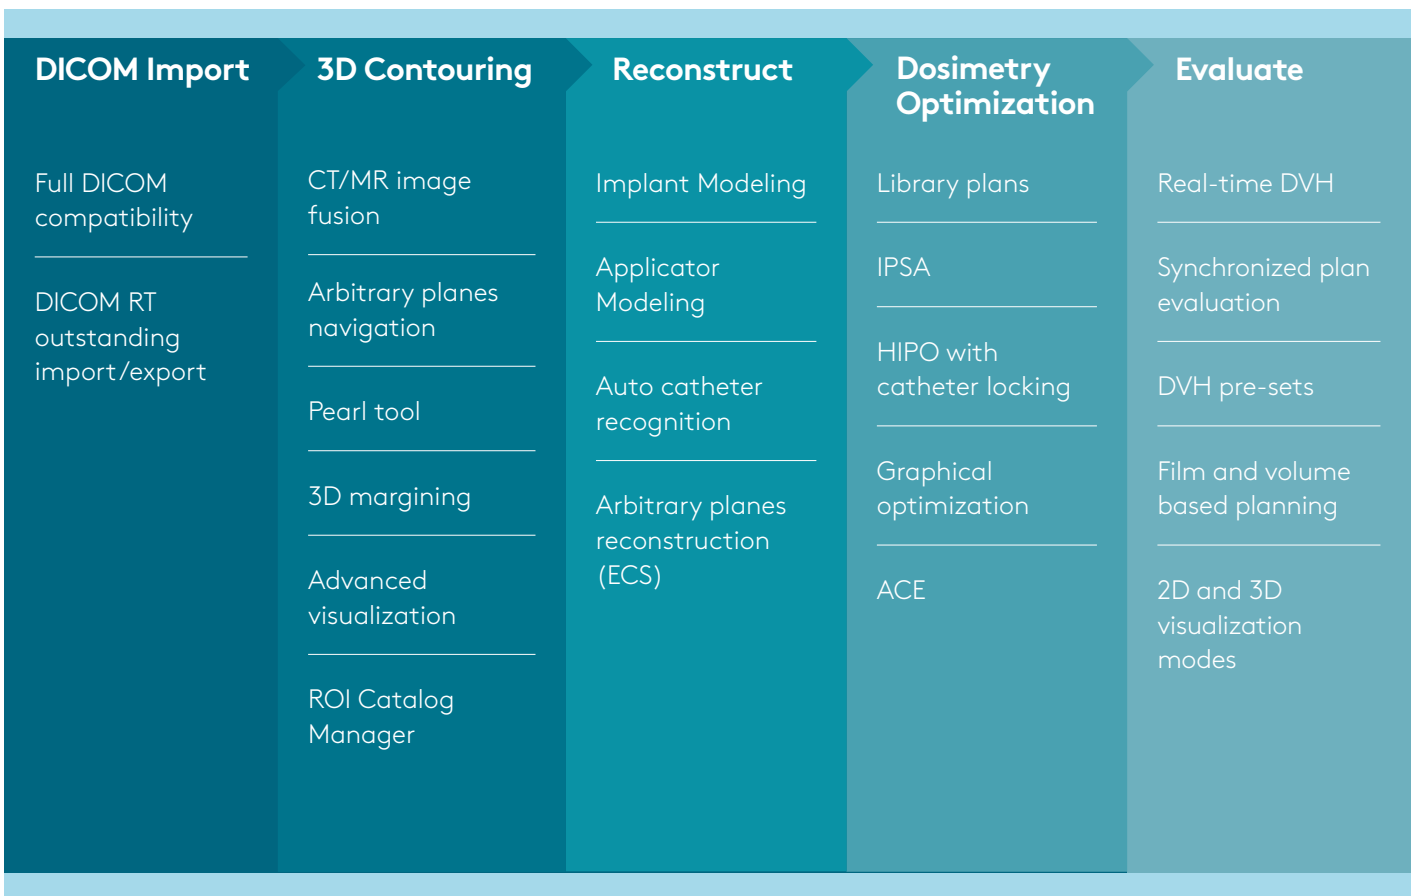 DICOM Import
Full DICOM
compatibility
DICOM RT
outstanding
import/export
3D Contouring
CT/MR image
fusion
Arbitrary planes
navigation
Pearl tool
3D margining
Advanced
visualization
ROI Catalog
Manager
Reconstruct
Implant Modeling
Applicator
Modeling
Auto catheter
recognition
Arbitrary planes
reconstruction
(ECS)
Dosimetry
Optimization
Library plans
IPSA
HIPO with
catheter locking
Graphical
optimization
ACE
Evaluate
Real-time DVH
Synchronized plan
evaluation
DVH pre-sets
Film and volume
based planning
2D and 3D
visualization
modes